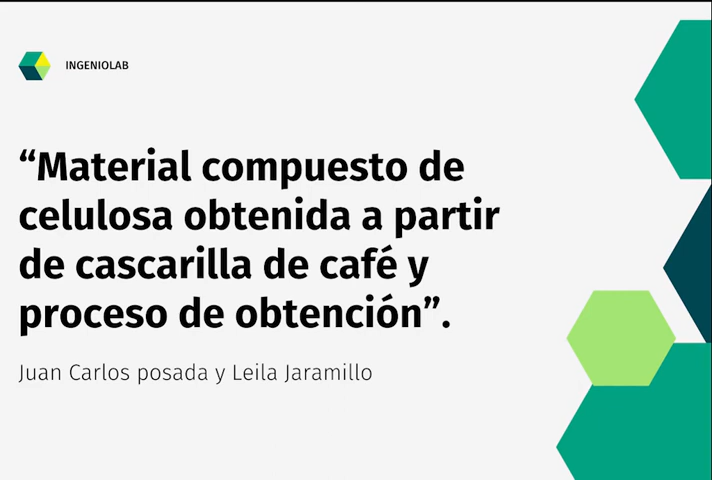 INGENIOLAB
“Material compuesto de
celulosa obtenida a partir
de cascarilla de café y
proceso de obtención”.
Juan Carlos posada y Leila Jaramillo